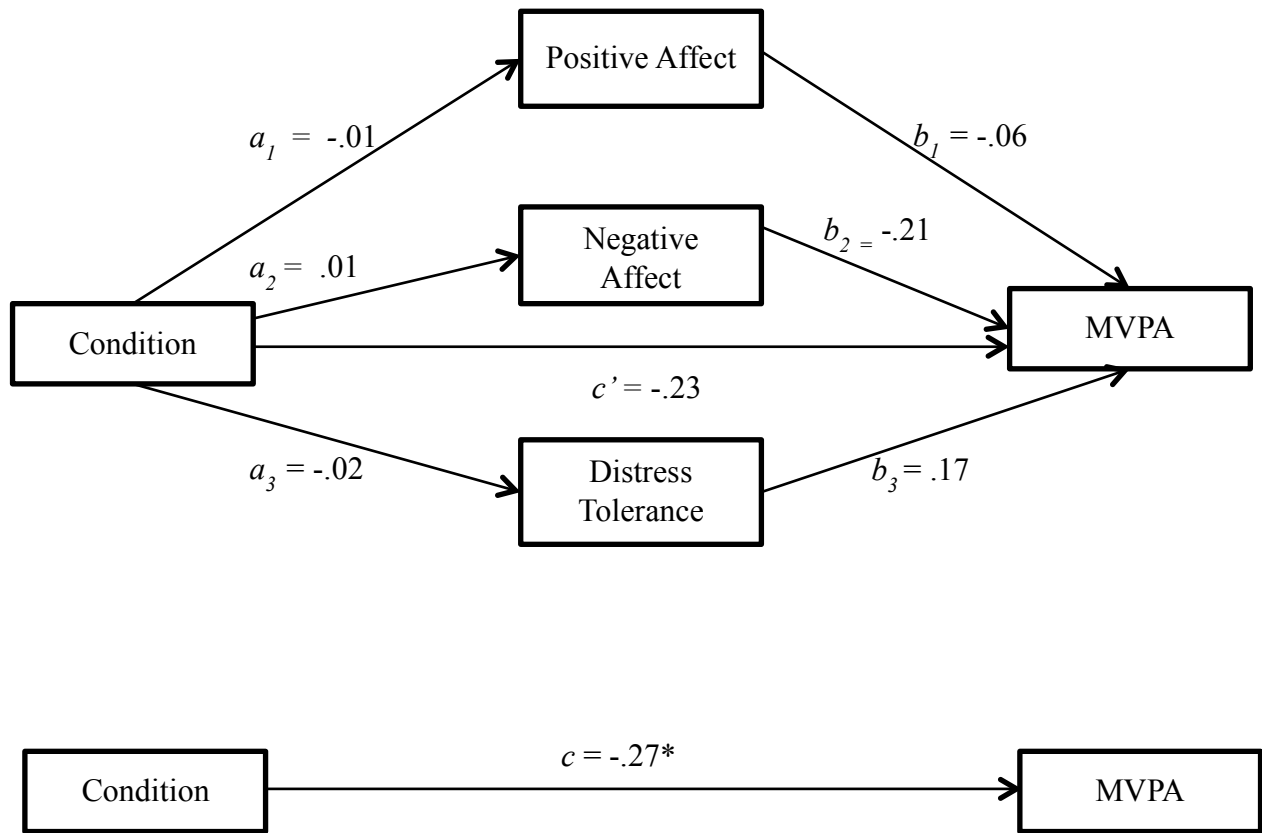 Positive Affect
a1 = -.01
b1 = -.06
Negative
Affect
b2 = -.21
a2 = .01
Condition
MVPA
c’ = -.23
a3 = -.02
Distress
Tolerance
b3 = .17
c = -.27*
Condition
MVPA